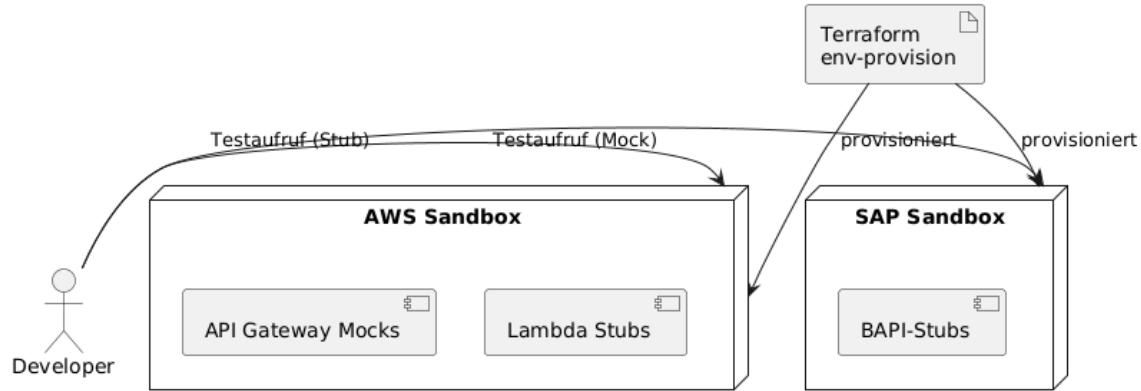 Terraform
env-provision
Testaufruf (Stub)
Testaufruf (Mock)
provisioniert
provisioniert
AWS Sandbox
SAP Sandbox
API Gateway Mocks
Lambda Stubs
BAPI-Stubs
Developer